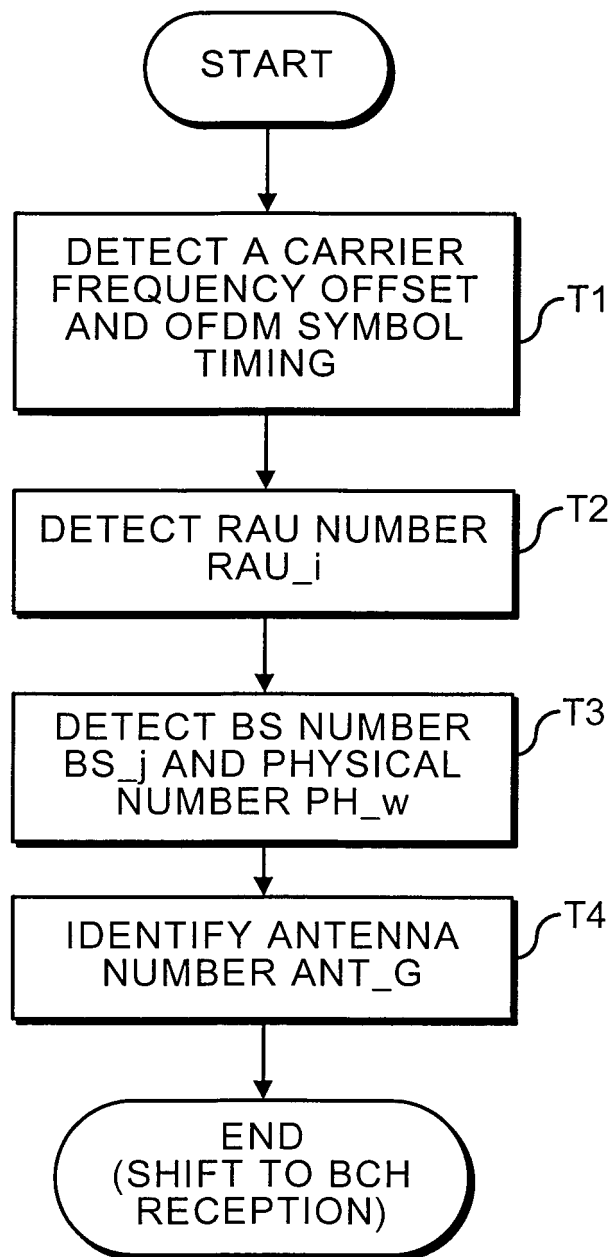 START
DETECT A CARRIER
FREQUENCY OFFSET
AND OFDM SYMBOL
TIMING
T1
DETECT RAU NUMBER
RAU_i
T2
DETECT BS NUMBER
BS_j AND PHYSICAL
NUMBER PH_w
T3
IDENTIFY ANTENNA
NUMBER ANT_G
T4
END
(SHIFT TO BCH
RECEPTION)